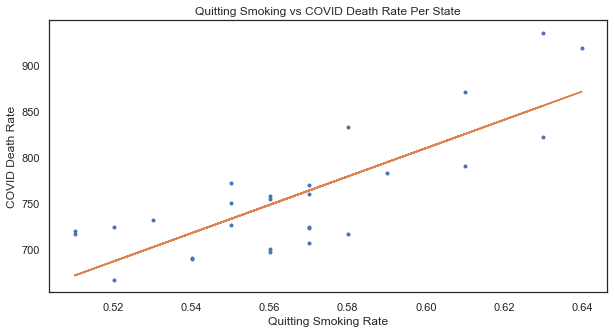 Quitting Smoking vs COVID Death Rate Per State
COVID Death Rate
900
850
800
750
700
0.52 0.54 0.56 0.58 0.60 0.62 0.64
Quitting Smoking Rate